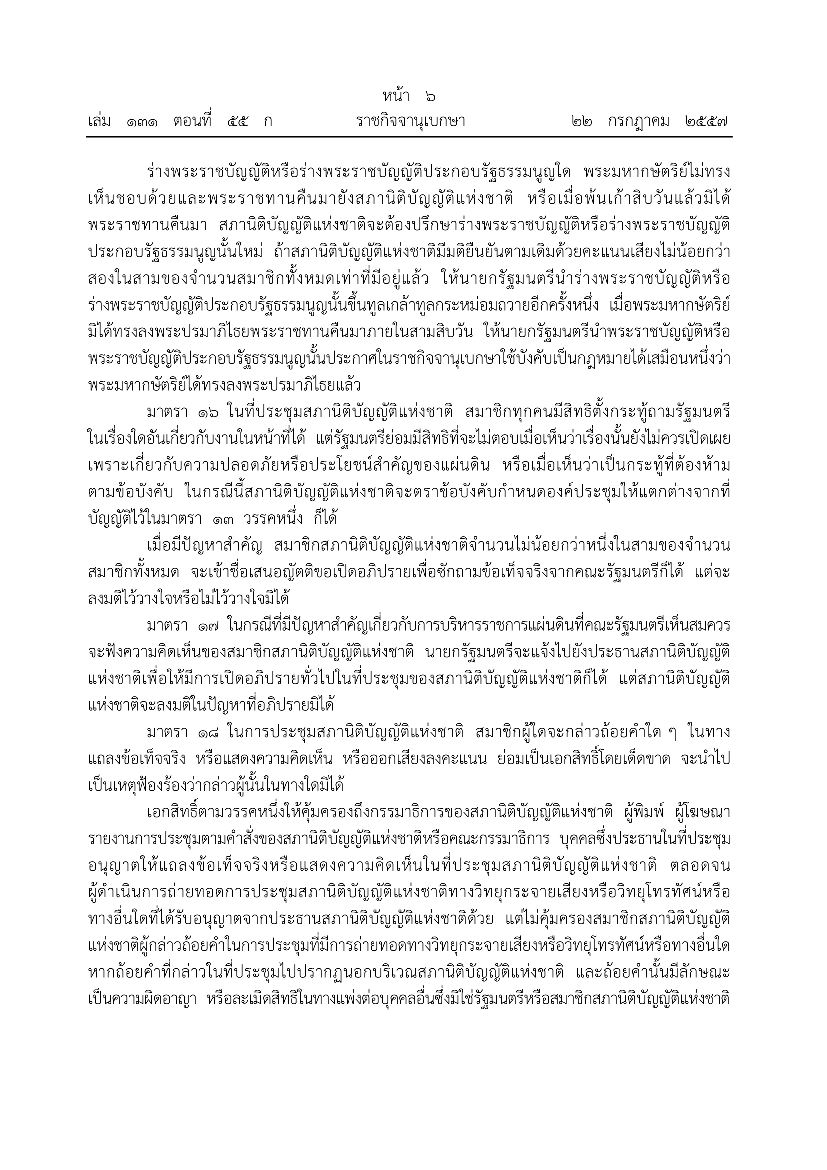 หน้า ๖
เล่ม ๑๓๑ ตอนที่ ๕๕ ก ราชกิจจานุเบกษา ๒๒ กรกฎาคม ๒๕๕๗
ร่างพระราชบัญญัติหรือร่างพระราชบัญญัติประกอบรัฐธรรมนูญใด พระมหากษัตริย์ไม่ทรง
เห็นชอบด้วยและพระราชทานคืนมายังสภานิติบัญญัติแห่งชาติ หรือเมื่อพ้นเก้าสิบวันแล้วมิได้
พระราชทานคืนมา สภานิติบัญญัติแห่งชาติจะต้องปรึกษาร่างพระราชบัญญัติหรือร่างพระราชบัญญัติ
ประกอบรัฐธรรมนูญนั้นใหม่ ถ้าสภานิติบัญญัติแห่งชาติมีมติยืนยันตามเดิมด้วยคะแนนเสียงไม่น้อยกว่า
สองในสามของจำนวนสมาชิกทั้งหมดเท่าที่มีอยู่แล้ว ให้นายกรัฐมนตรีนำร่างพระราชบัญญัติหรือ
ร่างพระราชบัญญัติประกอบรัฐธรรมนูญนั้นขึ้นทูลเกล้าทูลกระหม่อมถวายอีกครั้งหนึ่ง เมื่อพระมหากษัตริย์
มิได้ทรงลงพระปรมาภิไธยพระราชทานคืนมาภายในสามสิบวัน ให้นายกรัฐมนตรีนำพระราชบัญญัติหรือ
พระราชบัญญัติประกอบรัฐธรรมนูญนั้นประกาศในราชกิจจานุเบกษาใช้บังคับเป็นกฎหมายได้เสมือนหนึ่งว่า
พระมหากษัตริย์ได้ทรงลงพระปรมาภิไธยแล้ว
มาตรา ๑๖ ในที่ประชุมสภานิติบัญญัติแห่งชาติ สมาชิกทุกคนมีสิทธิตั้งกระทู้ถามรัฐมนตรี
ในเรื่องใดอันเกี่ยวกับงานในหน้าที่ได้ แต่รัฐมนตรีย่อมมีสิทธิที่จะไม่ตอบเมื่อเห็นว่าเรื่องนั้นยังไม่ควรเปิดเผย
เพราะเกี่ยวกับความปลอดภัยหรือประโยชน์สำคัญของแผ่นดิน หรือเมื่อเห็นว่าเป็นกระทู้ที่ต้องห้าม
ตามข้อบังคับ ในกรณีนี้สภานิติบัญญัติแห่งชาติจะตราข้อบังคับกำหนดองค์ประชุมให้แตกต่างจากที่
บัญญัติไว้ในมาตรา ๑๓ วรรคหนึ่ง ก็ได้
เมื่อมีปัญหาสำคัญ สมาชิกสภานิติบัญญัติแห่งชาติจำนวนไม่น้อยกว่าหนึ่งในสามของจำนวน
สมาชิกทั้งหมด จะเข้าชื่อเสนอญัตติขอเปิดอภิปรายเพื่อซักถามข้อเท็จจริงจากคณะรัฐมนตรีก็ได้ แต่จะ
ลงมติไว้วางใจหรือไม่ไว้วางใจมิได้
มาตรา ๑๗ ในกรณีที่มีปัญหาสำคัญเกี่ยวกับการบริหารราชการแผ่นดินที่คณะรัฐมนตรีเห็นสมควร
จะฟังความคิดเห็นของสมาชิกสภานิติบัญญัติแห่งชาติ นายกรัฐมนตรีจะแจ้งไปยังประธานสภานิติบัญญัติ
แห่งชาติเพื่อให้มีการเปิดอภิปรายทั่วไปในที่ประชุมของสภานิติบัญญัติแห่งชาติก็ได้ แต่สภานิติบัญญัติ
แห่งชาติจะลงมติในปัญหาที่อภิปรายมิได้
มาตรา ๑๘ ในการประชุมสภานิติบัญญัติแห่งชาติ สมาชิกผู้ใดจะกล่าวถ้อยคำใด ๆ ในทาง
แถลงข้อเท็จจริง หรือแสดงความคิดเห็น หรือออกเสียงลงคะแนน ย่อมเป็นเอกสิทธิ์โดยเด็ดขาด จะนำไป
เป็นเหตุฟ้องร้องว่ากล่าวผู้นั้นในทางใดมิได้
เอกสิทธิ์ตามวรรคหนึ่งให้คุ้มครองถึงกรรมาธิการของสภานิติบัญญัติแห่งชาติ ผู้พิมพ์ ผู้โฆษณา
รายงานการประชุมตามคำสั่งของสภานิติบัญญัติแห่งชาติหรือคณะกรรมาธิการ บุคคลซึ่งประธานในที่ประชุม
อนุญาตให้แถลงข้อเท็จจริงหรือแสดงความคิดเห็นในที่ประชุมสภานิติบัญญัติแห่งชาติ ตลอดจน
ผู้ดำเนินการถ่ายทอดการประชุมสภานิติบัญญัติแห่งชาติทางวิทยุกระจายเสียงหรือวิทยุโทรทัศน์หรือ
ทางอื่นใดที่ได้รับอนุญาตจากประธานสภานิติบัญญัติแห่งชาติด้วย แต่ไม่คุ้มครองสมาชิกสภานิติบัญญัติ
แห่งชาติผู้กล่าวถ้อยคำในการประชุมที่มีการถ่ายทอดทางวิทยุกระจายเสียงหรือวิทยุโทรทัศน์หรือทางอื่นใด
หากถ้อยคำที่กล่าวในที่ประชุมไปปรากฏนอกบริเวณสภานิติบัญญัติแห่งชาติ และถ้อยคำนั้นมีลักษณะ
เป็นความผิดอาญา หรือละเมิดสิทธิในทางแพ่งต่อบุคคลอื่นซึ่งมิใช่รัฐมนตรีหรือสมาชิกสภานิติบัญญัติแห่งชาติ